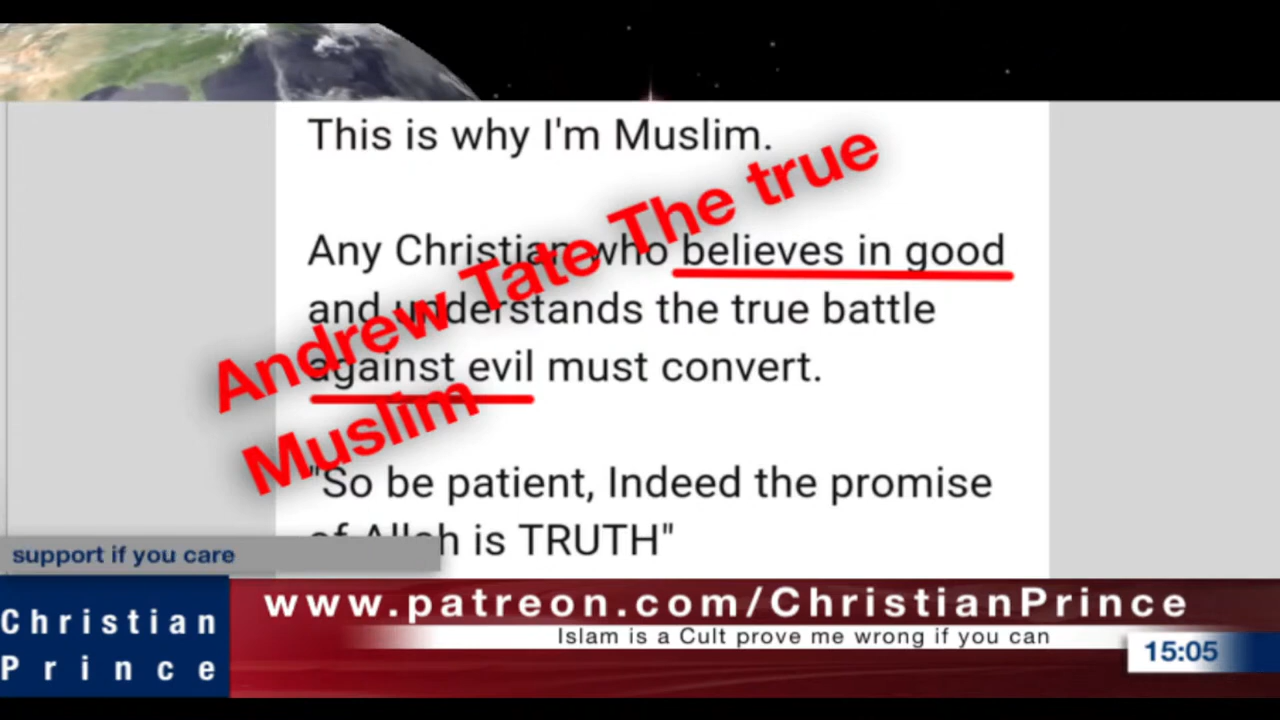 This is why I'm Muslim.
Any Christian who believes in good
and understands the true battle
against evil must convert.
"So be patient, Indeed the promise
of Allah is TRUTH"
Andrew Tate The true
Muslim
support if you care
Christian
Prince
www.patreon.com/ChristianPrince
Islam is a Cult prove me wrong if you can
15:05